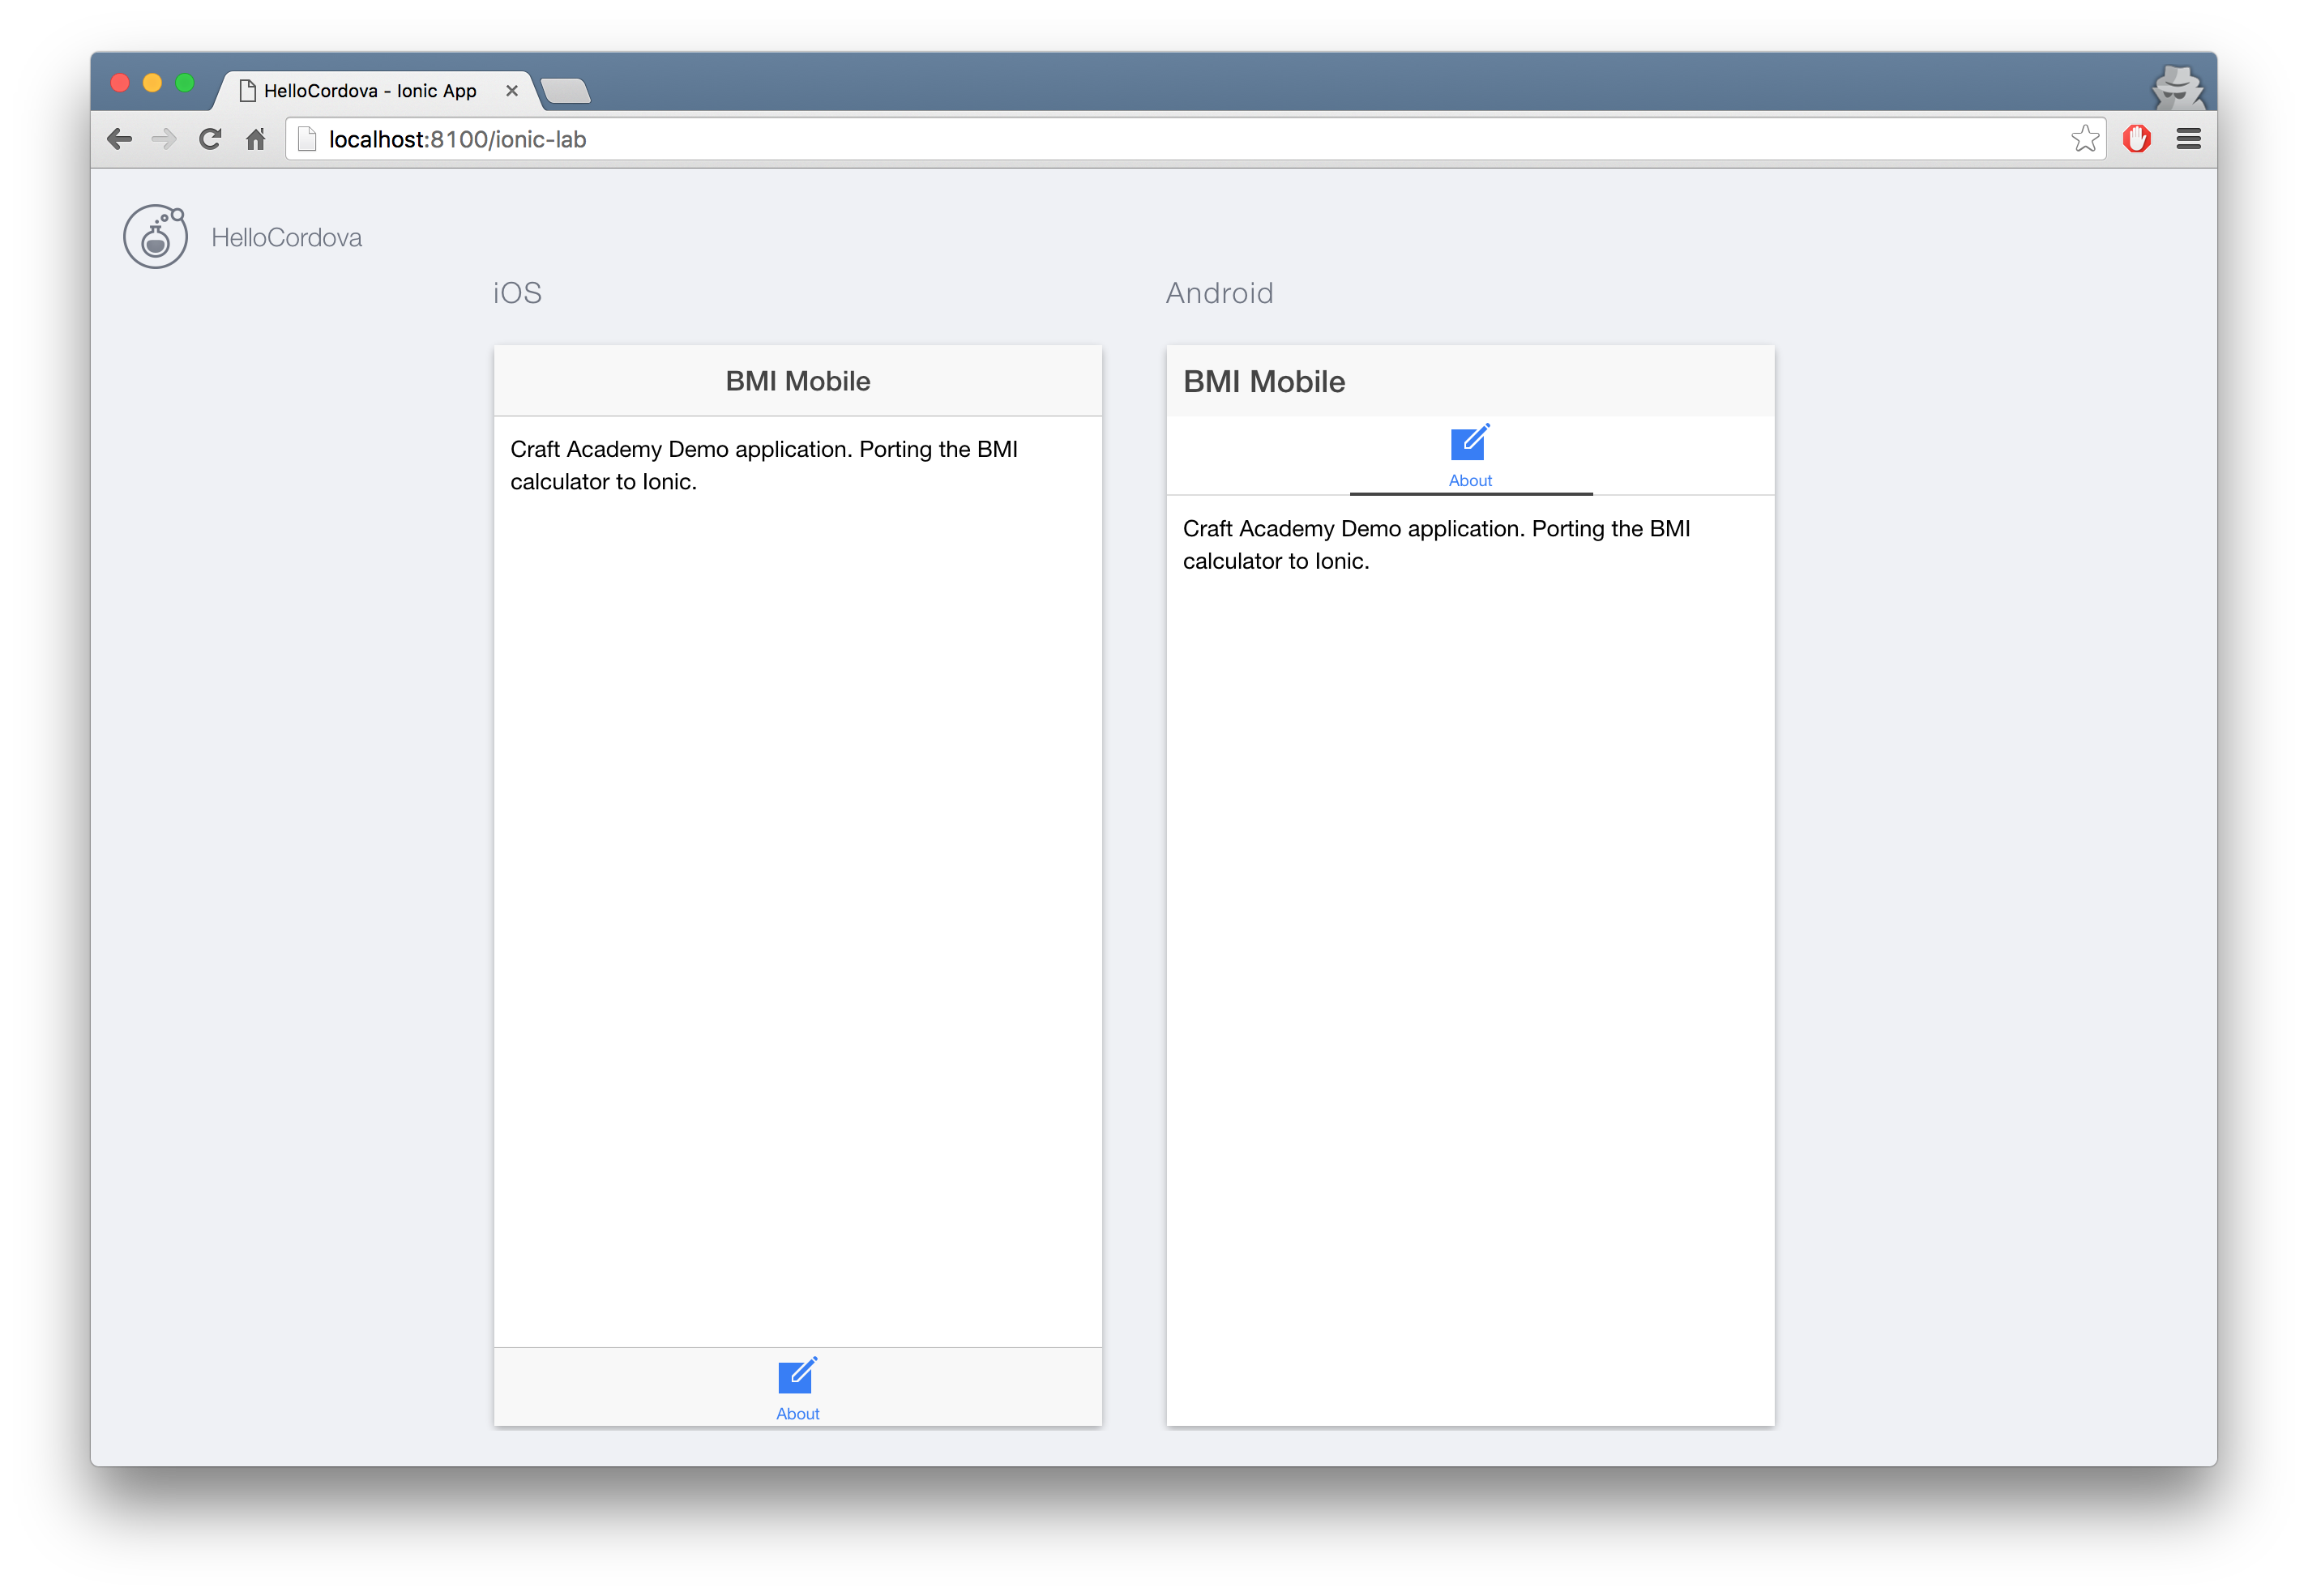 HelloCordova - Ionic App
localhost:8100/ionic-lab
HelloCordova
iOS
BMI Mobile
Craft Academy Demo application. Porting the BMI
calculator to Ionic.
About
Android
BMI Mobile
About
Craft Academy Demo application. Porting the BMI
calculator to Ionic.